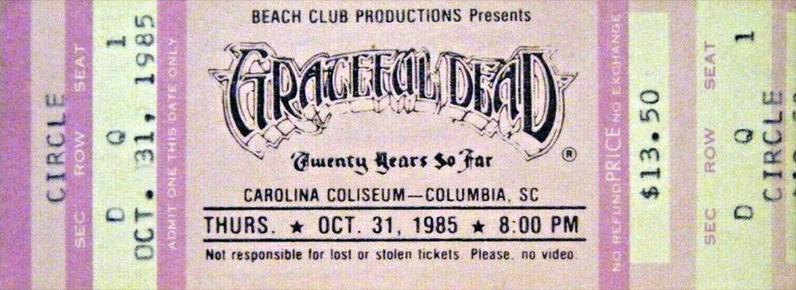 CIRCLE
SEC ROW SEAT
D Q 1
OCT. 31, 1985
ADMIT ONE THIS DATE ONLY
BEACH CLUB PRODUCTIONS Presents
GRATEFUL DEAD
Twenty Years So Far ®
CAROLINA COLISEUM—COLUMBIA, SC
THURS. ★ OCT. 31, 1985 ★ 8:00 PM
Not responsible for lost or stolen tickets. Please, no video.
NO REFUND PRICE NO EXCHANGE
$13.50
SEC ROW SEAT
D Q 1
CIRCLE